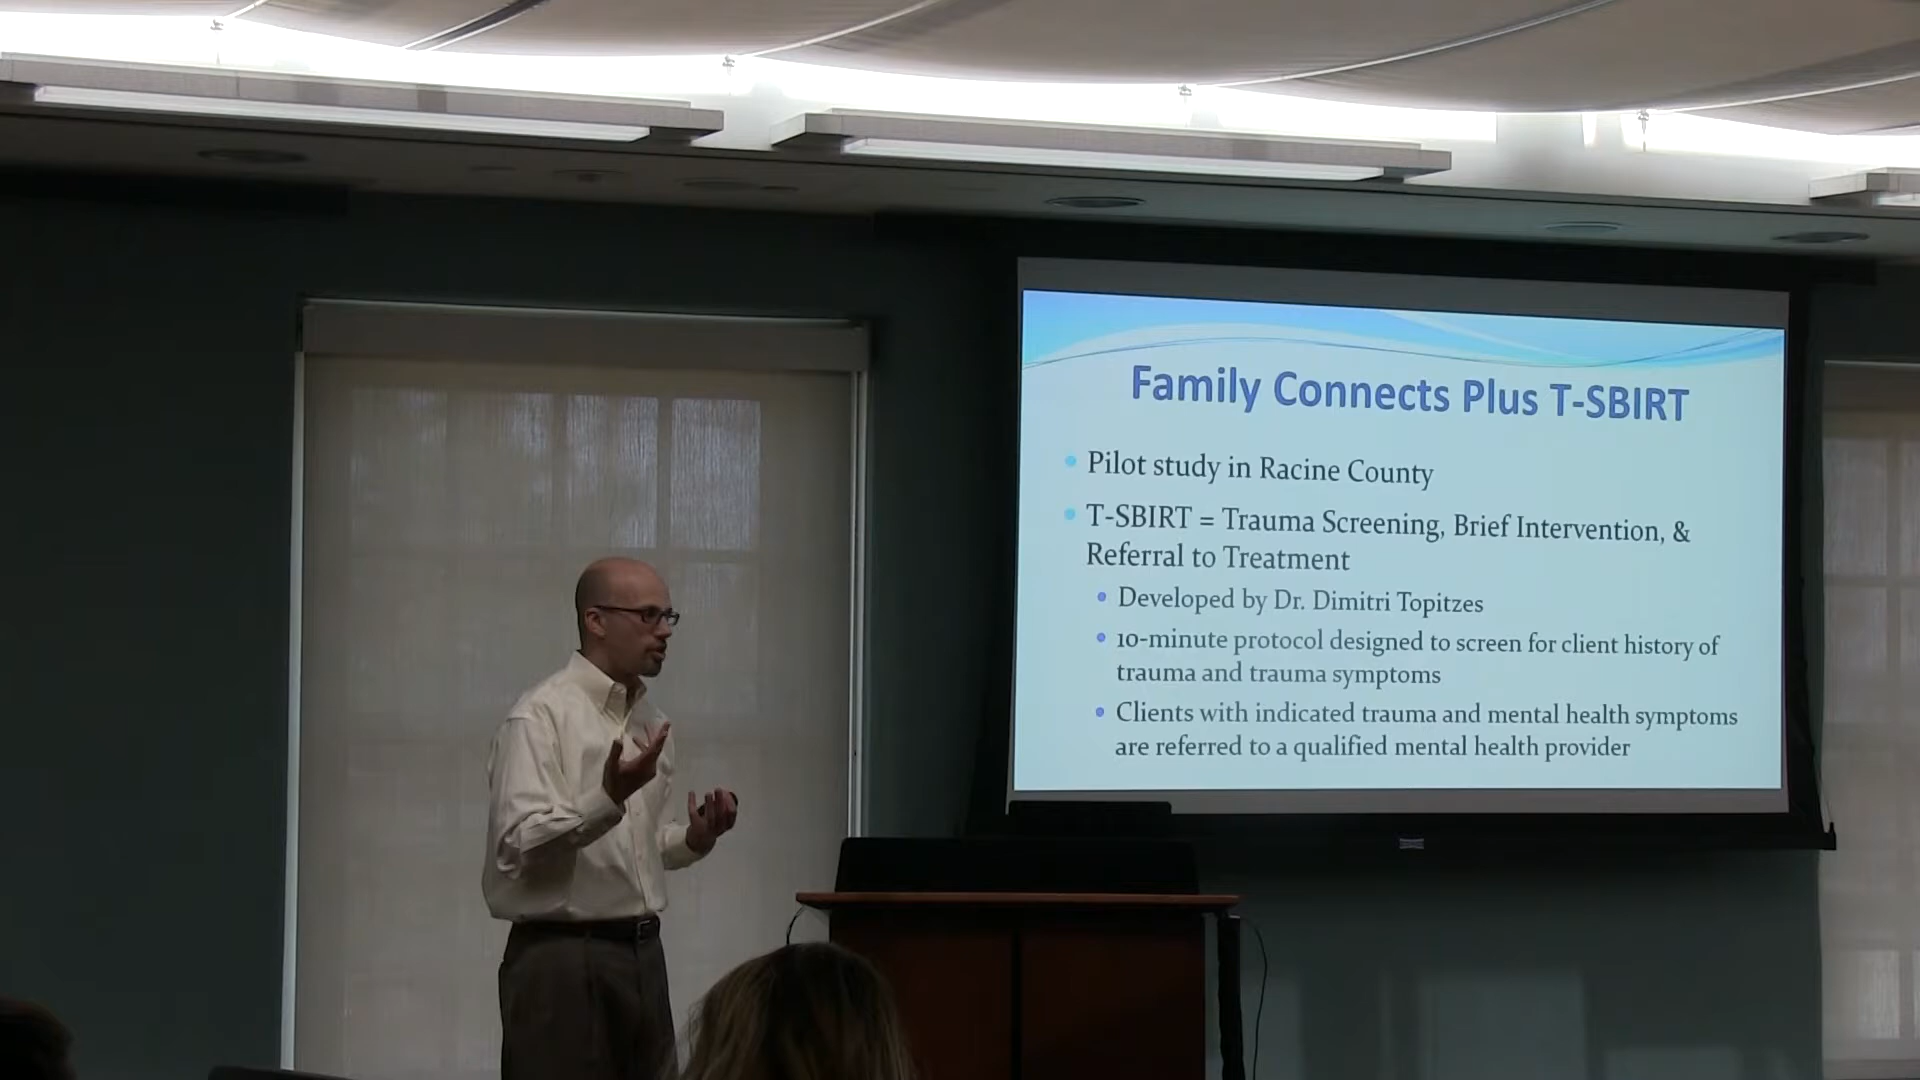 Family Connects Plus T-SBIRT
Pilot study in Racine County
T-SBIRT = Trauma Screening, Brief Intervention, &
Referral to Treatment
Developed by Dr. Dimitri Topitzes
10-minute protocol designed to screen for client history of
trauma and trauma symptoms
Clients with indicated trauma and mental health symptoms
are referred to a qualified mental health provider